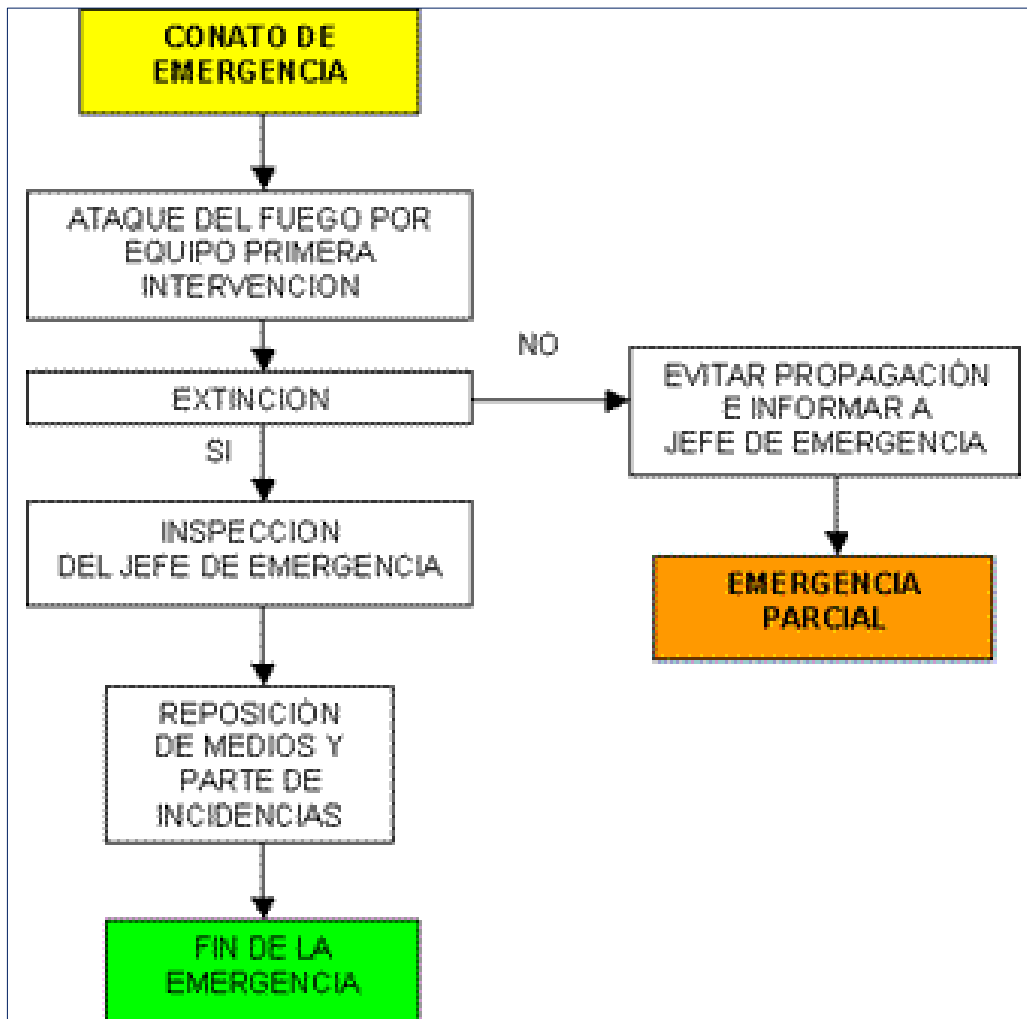 CONATO DE
EMERGENCIA
ATAQUE DEL FUEGO POR
EQUIPO PRIMERA
INTERVENCION
EXTINCION
NO
EVITAR PROPAGACIÓN
E INFORMAR A
JEFE DE EMERGENCIA
SI
INSPECCION
DEL JEFE DE EMERGENCIA
EMERGENCIA
PARCIAL
REPOSICIÓN
DE MEDIOS Y
PARTE DE
INCIDENCIAS
FIN DE LA
EMERGENCIA